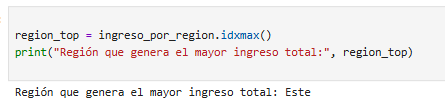 region_top = ingreso_por_region.idxmax()
print("Región que genera el mayor ingreso total:", region_top)
Región que genera el mayor ingreso total: Este